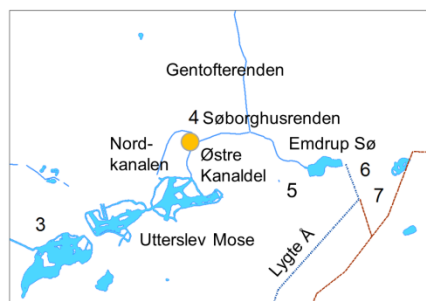 Gentofterenden
4 Søborghusrenden
Nord-
kanalen
Østre
Kanaldel
Emdrup Sø
6
5
7
3
Utterslev Mose
Lygte Å